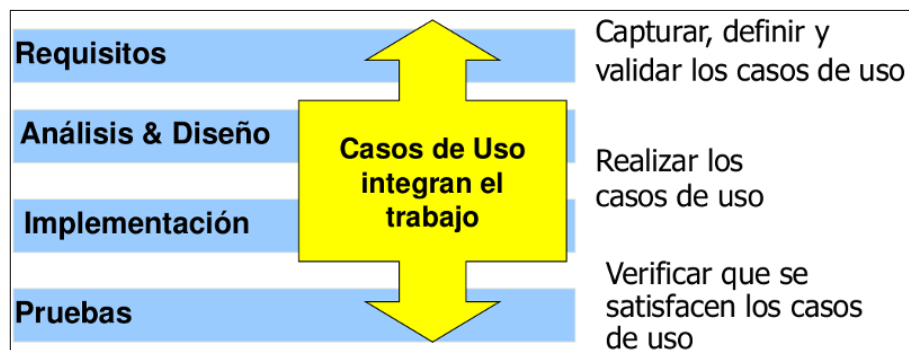 Requisitos
Capturar, definir y
validar los casos de uso
Análisis & Diseño
Casos de Uso
integran el
trabajo
Realizar los
casos de uso
Implementación
Verificar que se
satisfacen los casos
de uso
Pruebas